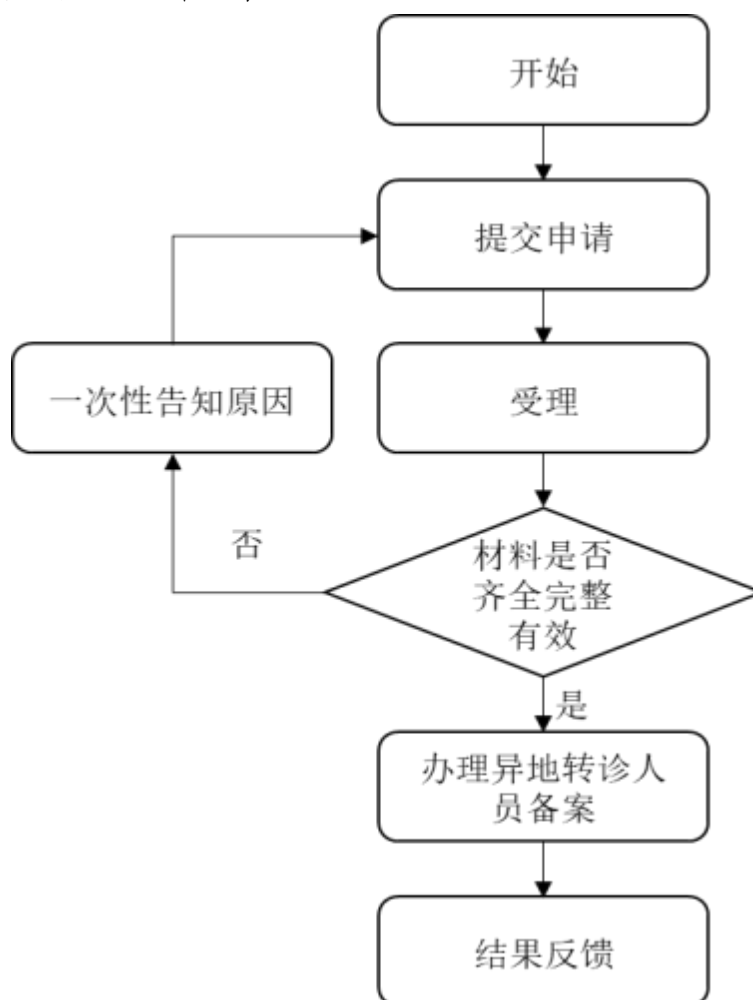 开始
提交申请
一次性告知原因
受理
否
材料是否
齐全完整
有效
是
办理异地转诊人
员备案
结果反馈